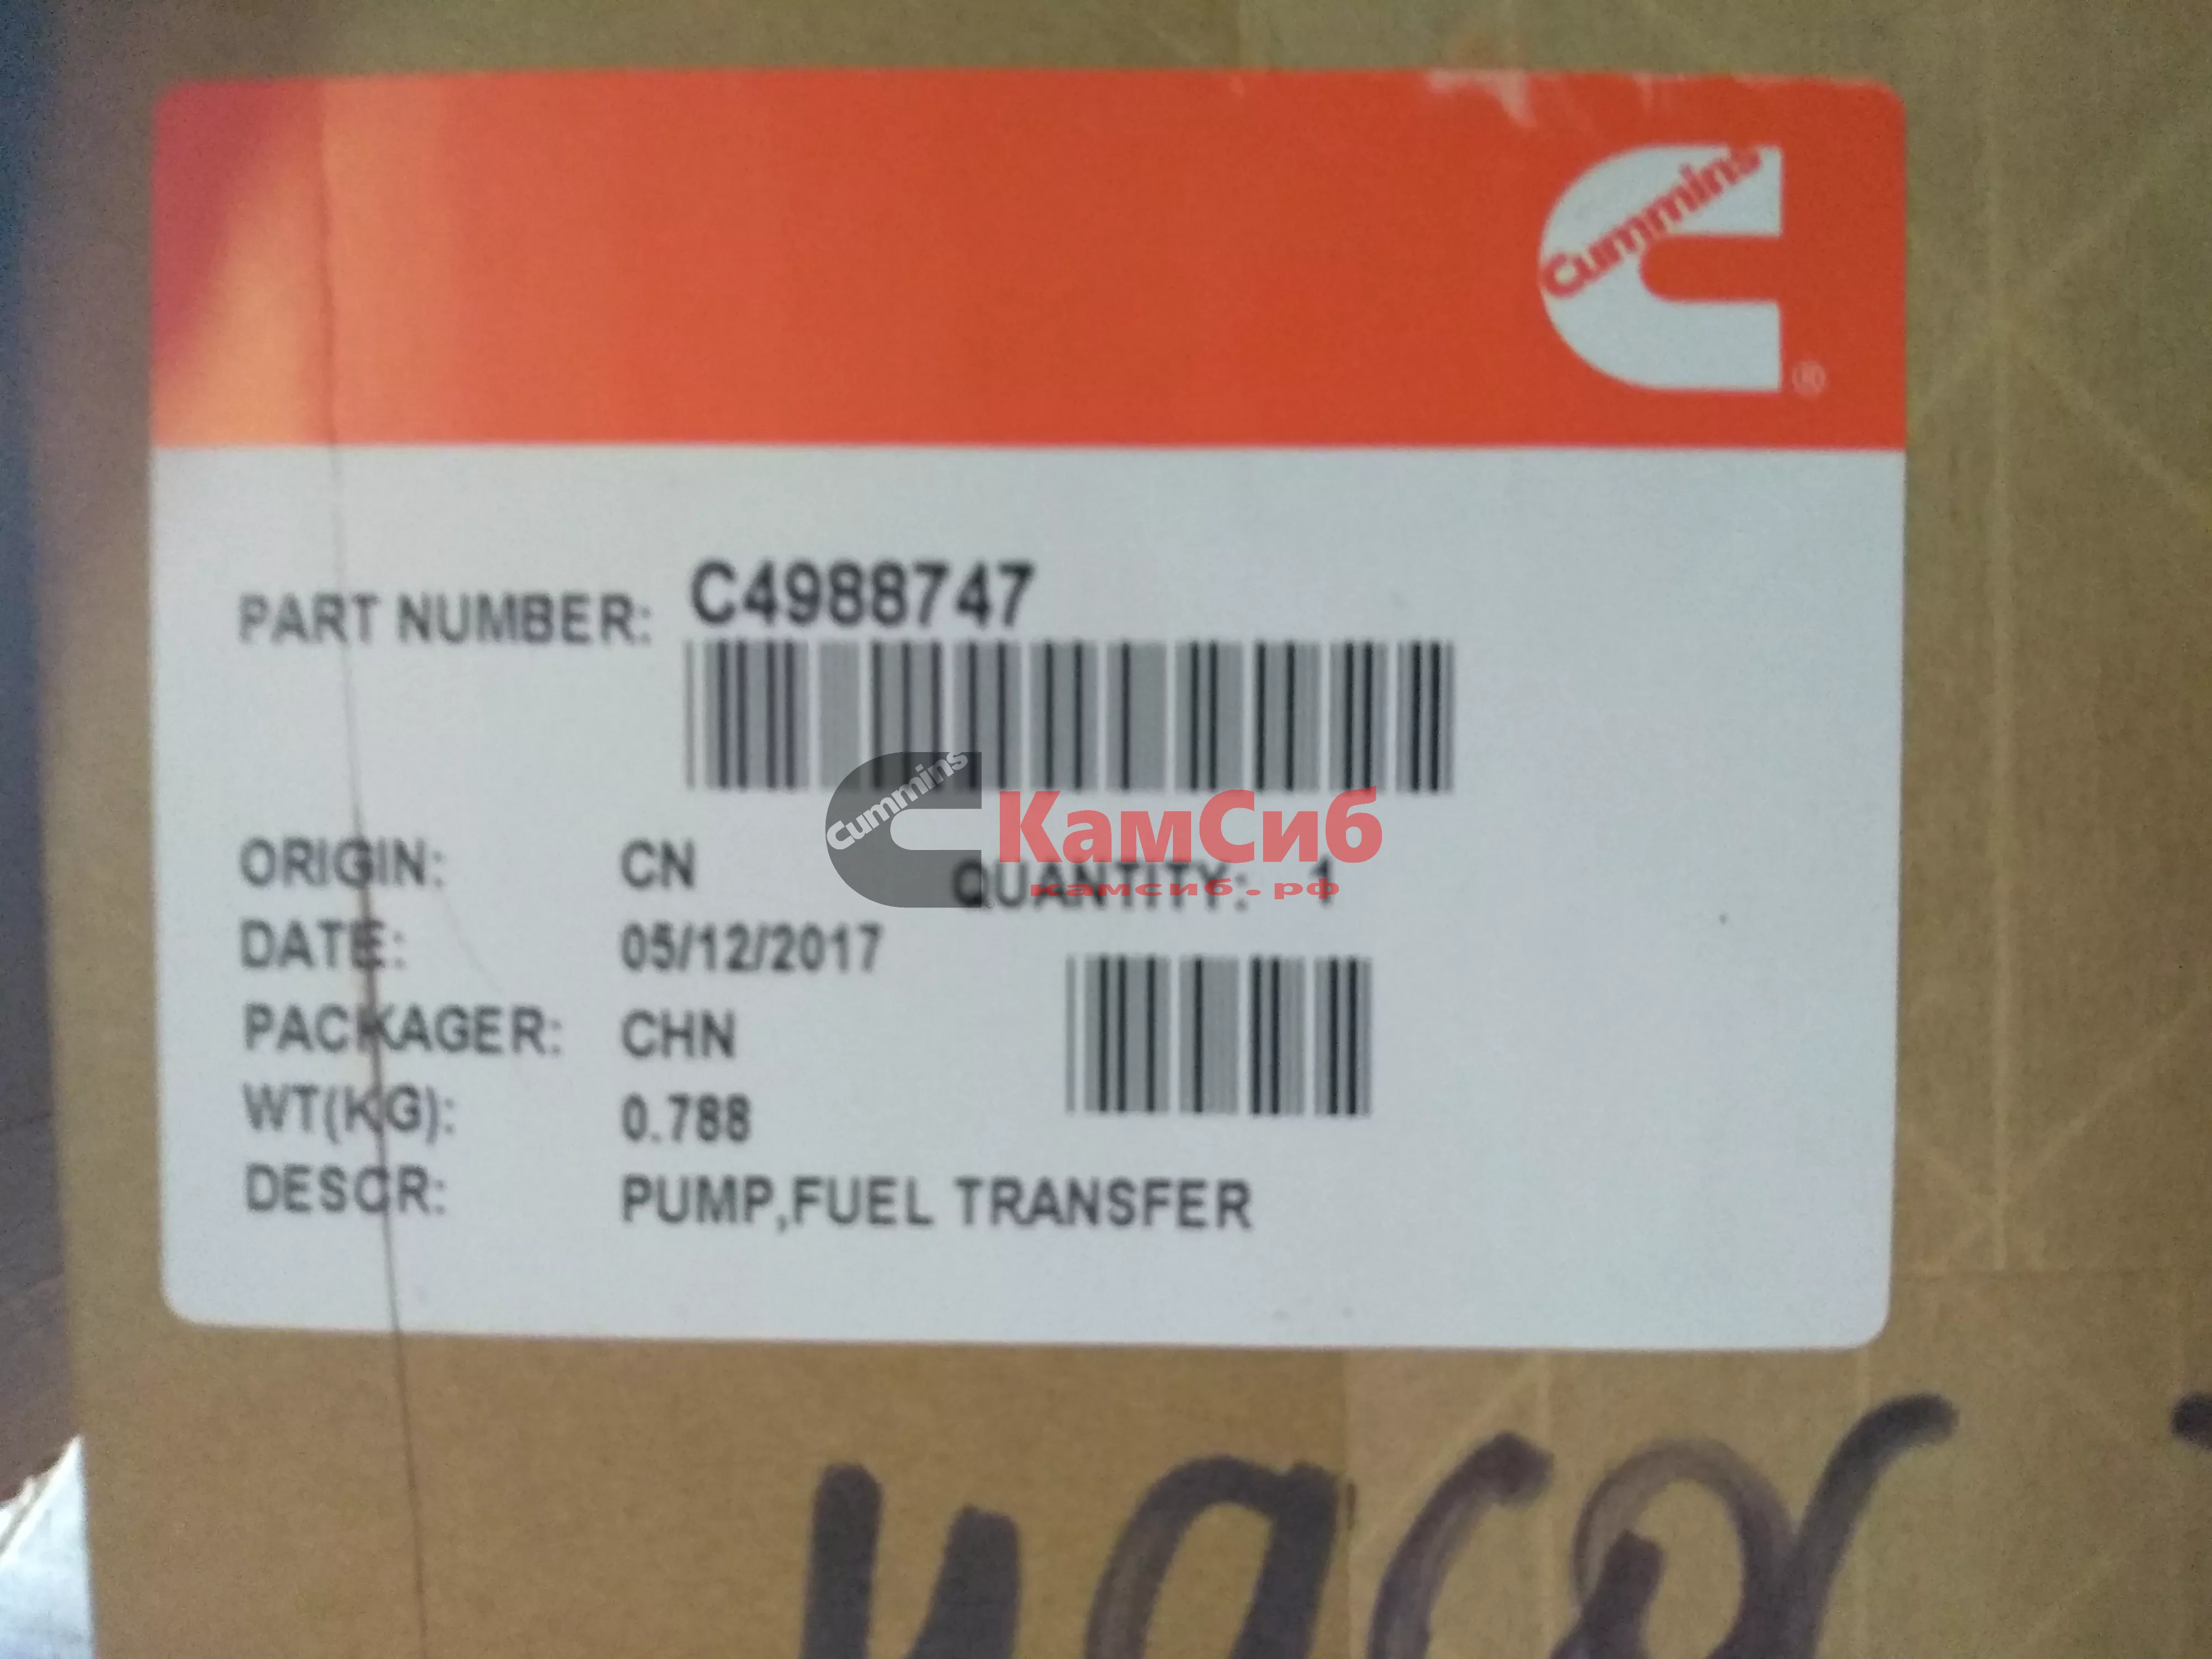 Cummins
®
PART NUMBER: C4988747
Cummins
КамСиб
камсиб.рф
ORIGIN: CN QUANTITY: 1
DATE: 05/12/2017
PACKAGER: CHN
WT(KG): 0.788
DESCR: PUMP,FUEL TRANSFER